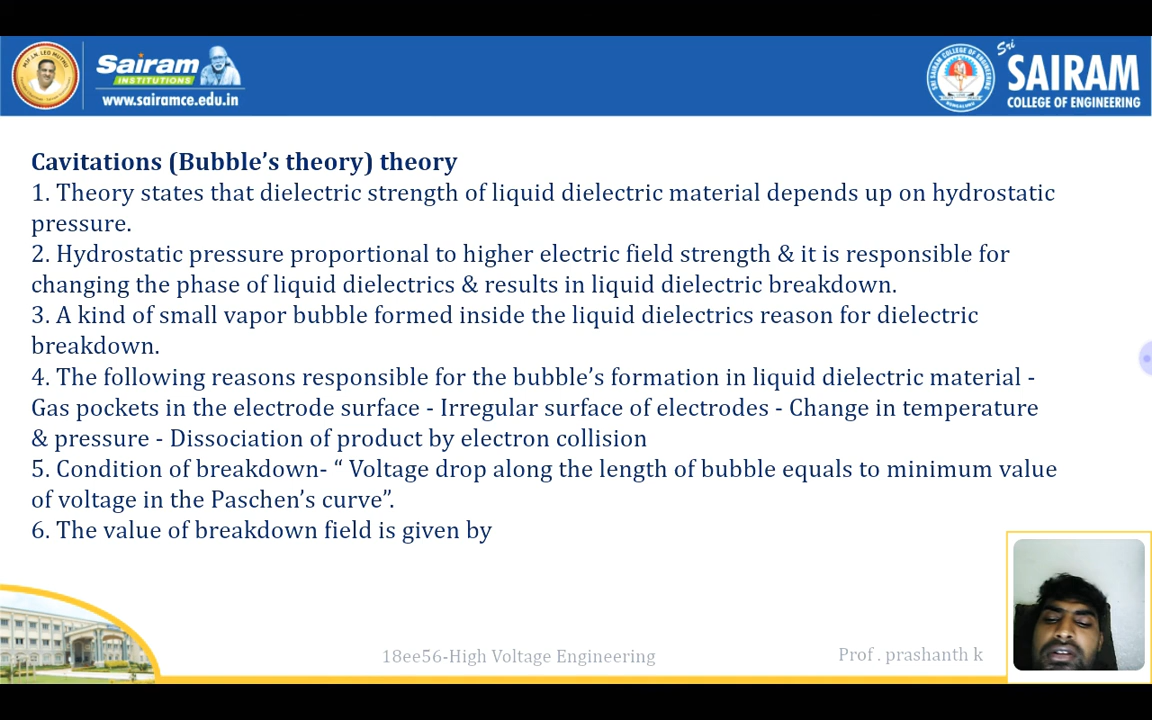 Sairam
INSTITUTIONS
www.sairamce.edu.in
Sri
SAIRAM
COLLEGE OF ENGINEERING
Cavitations (Bubble’s theory) theory
1. Theory states that dielectric strength of liquid dielectric material depends up on hydrostatic
pressure.
2. Hydrostatic pressure proportional to higher electric field strength & it is responsible for
changing the phase of liquid dielectrics & results in liquid dielectric breakdown.
3. A kind of small vapor bubble formed inside the liquid dielectrics reason for dielectric
breakdown.
4. The following reasons responsible for the bubble’s formation in liquid dielectric material -
Gas pockets in the electrode surface - Irregular surface of electrodes - Change in temperature
& pressure - Dissociation of product by electron collision
5. Condition of breakdown- “ Voltage drop along the length of bubble equals to minimum value
of voltage in the Paschen’s curve”.
6. The value of breakdown field is given by
18ee56-High Voltage Engineering
Prof . prashanth k